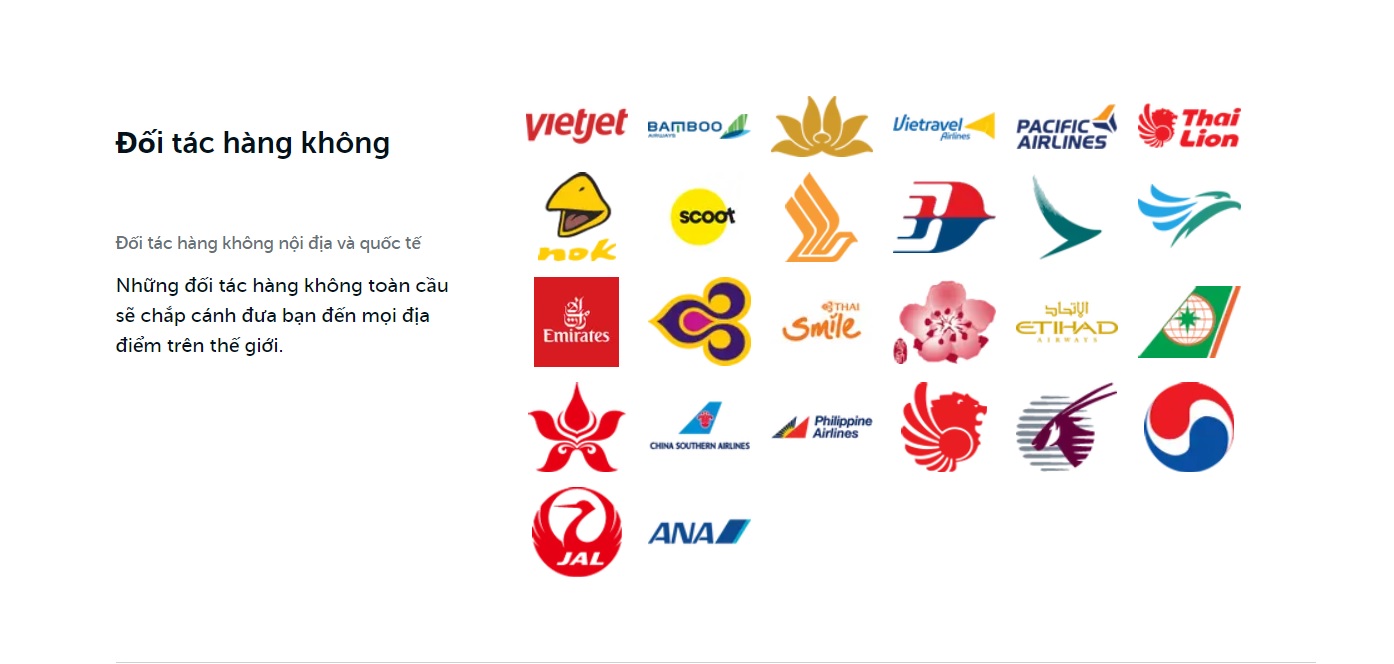 Đối tác hàng không
Đối tác hàng không nội địa và quốc tế
Những đối tác hàng không toàn cầu
sẽ chắp cánh đưa bạn đến mọi địa
điểm trên thế giới.
vietjet
BAMBOO
AIRWAYS
Vietravel
Airlines
PACIFIC
AIRLINES
Thai
Lion
nok
scoot
Emirates
THAI
Smile
الإتحاد
ETIHAD
AIRWAYS
CHINA SOUTHERN AIRLINES
Philippine
Airlines
JAL
ANA